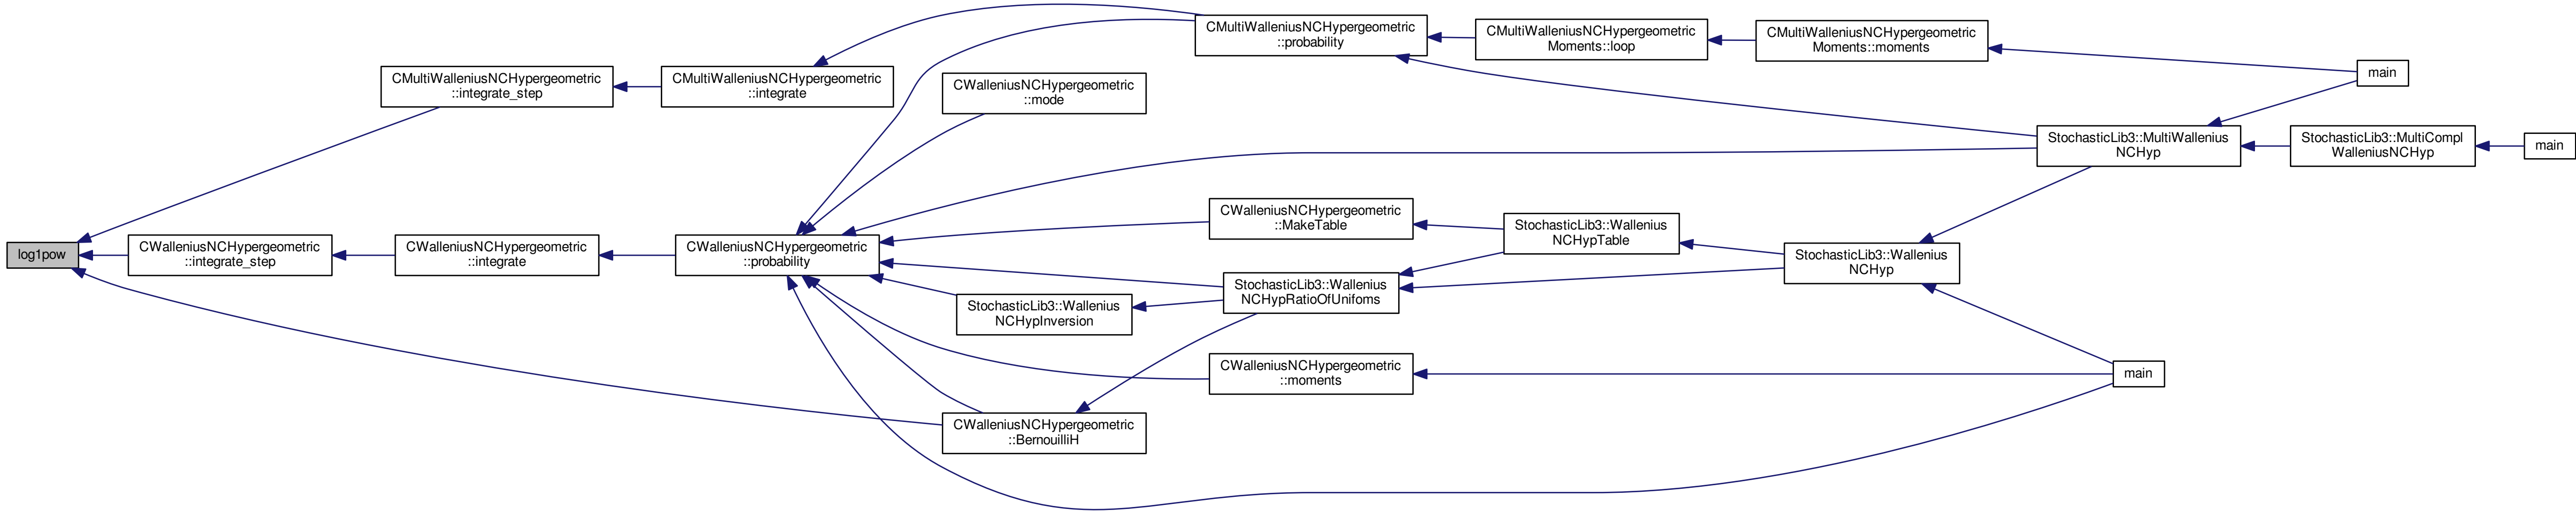 log1pow
CMultiWalleniusNCHypergeometric
::integrate_step
CMultiWalleniusNCHypergeometric
::integrate
CWalleniusNCHypergeometric
::integrate_step
CWalleniusNCHypergeometric
::integrate
CWalleniusNCHypergeometric
::probability
CMultiWalleniusNCHypergeometric
::probability
CMultiWalleniusNCHypergeometric
Moments::loop
CMultiWalleniusNCHypergeometric
Moments::moments
main
CWalleniusNCHypergeometric
::mode
StochasticLib3::MultiWallenius
NCHyp
StochasticLib3::MultiCompl
WalleniusNCHyp
main
CWalleniusNCHypergeometric
::MakeTable
StochasticLib3::Wallenius
NCHypTable
StochasticLib3::Wallenius
NCHyp
StochasticLib3::Wallenius
NCHypRatioOfUnifoms
StochasticLib3::Wallenius
NCHypInversion
CWalleniusNCHypergeometric
::moments
main
CWalleniusNCHypergeometric
::BernouilliH